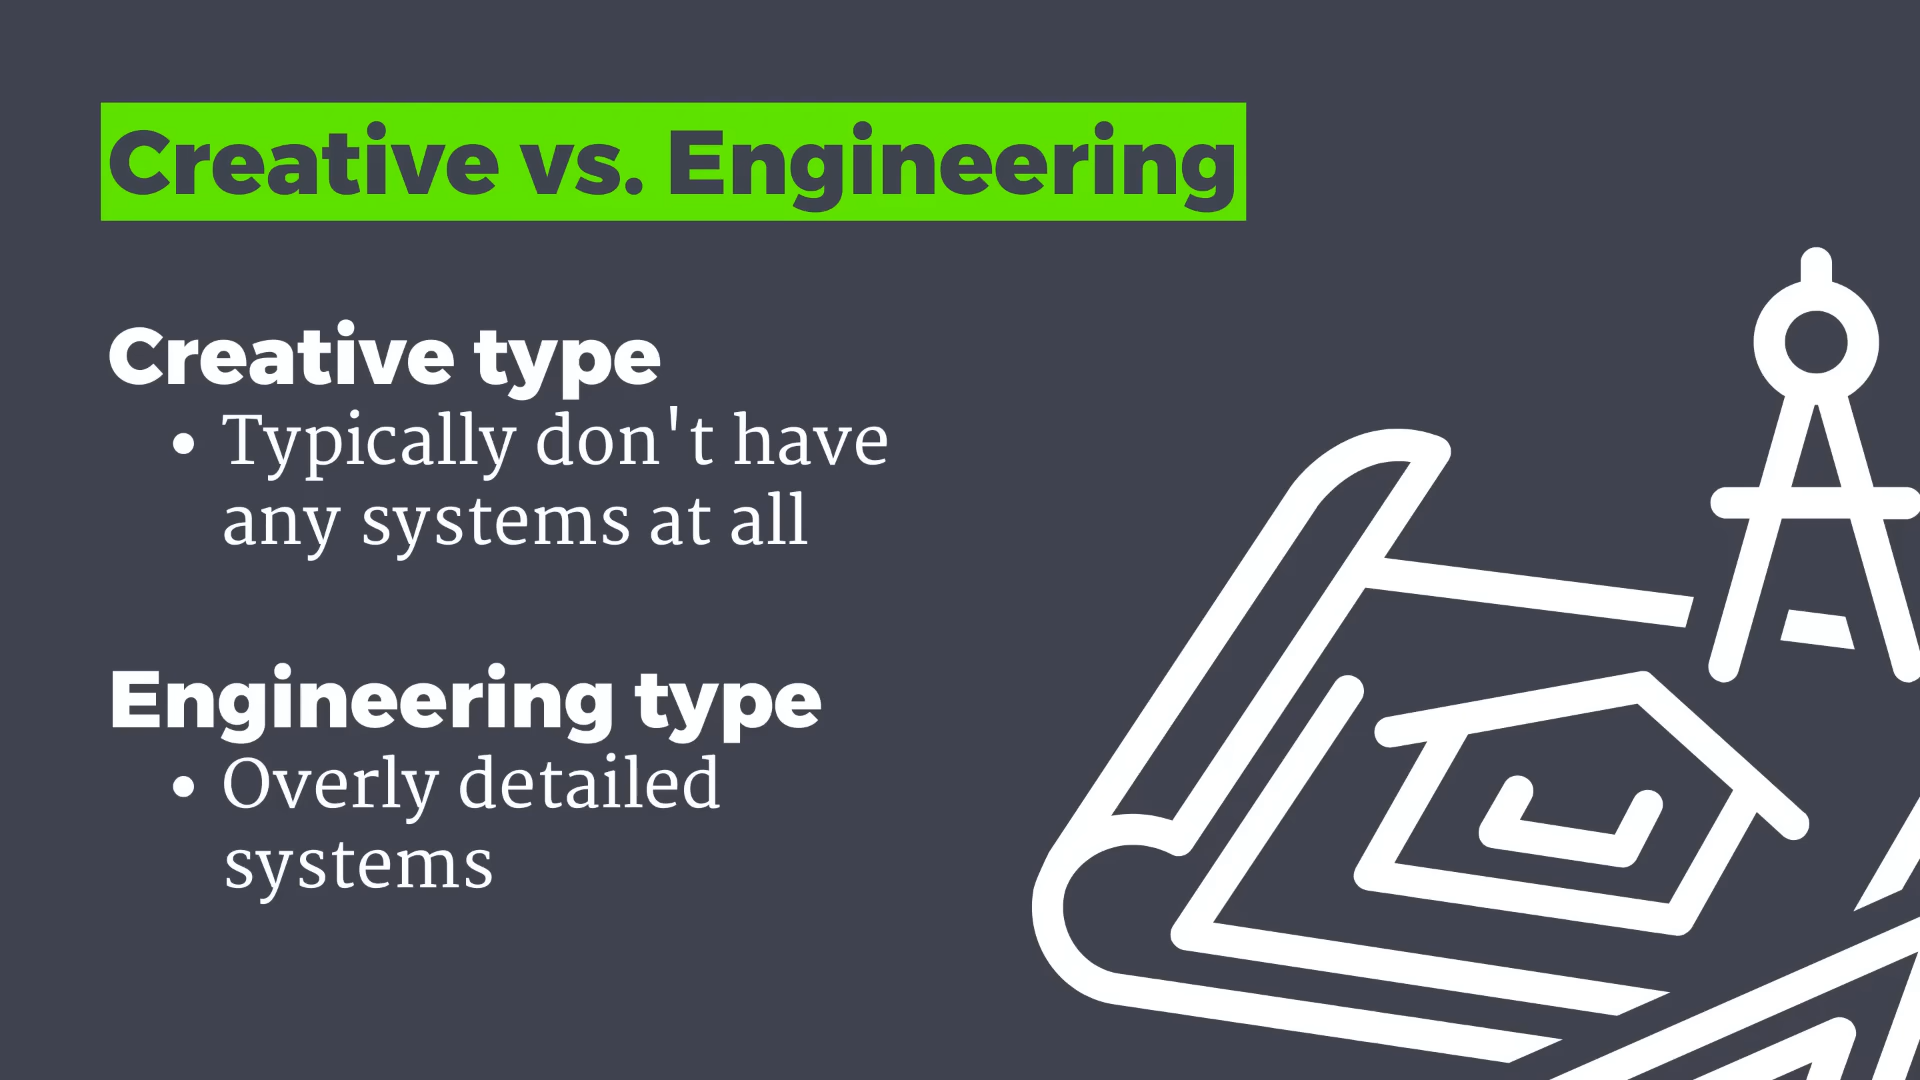 Creative vs. Engineering
Creative type
• Typically don't have
any systems at all
Engineering type
• Overly detailed
systems